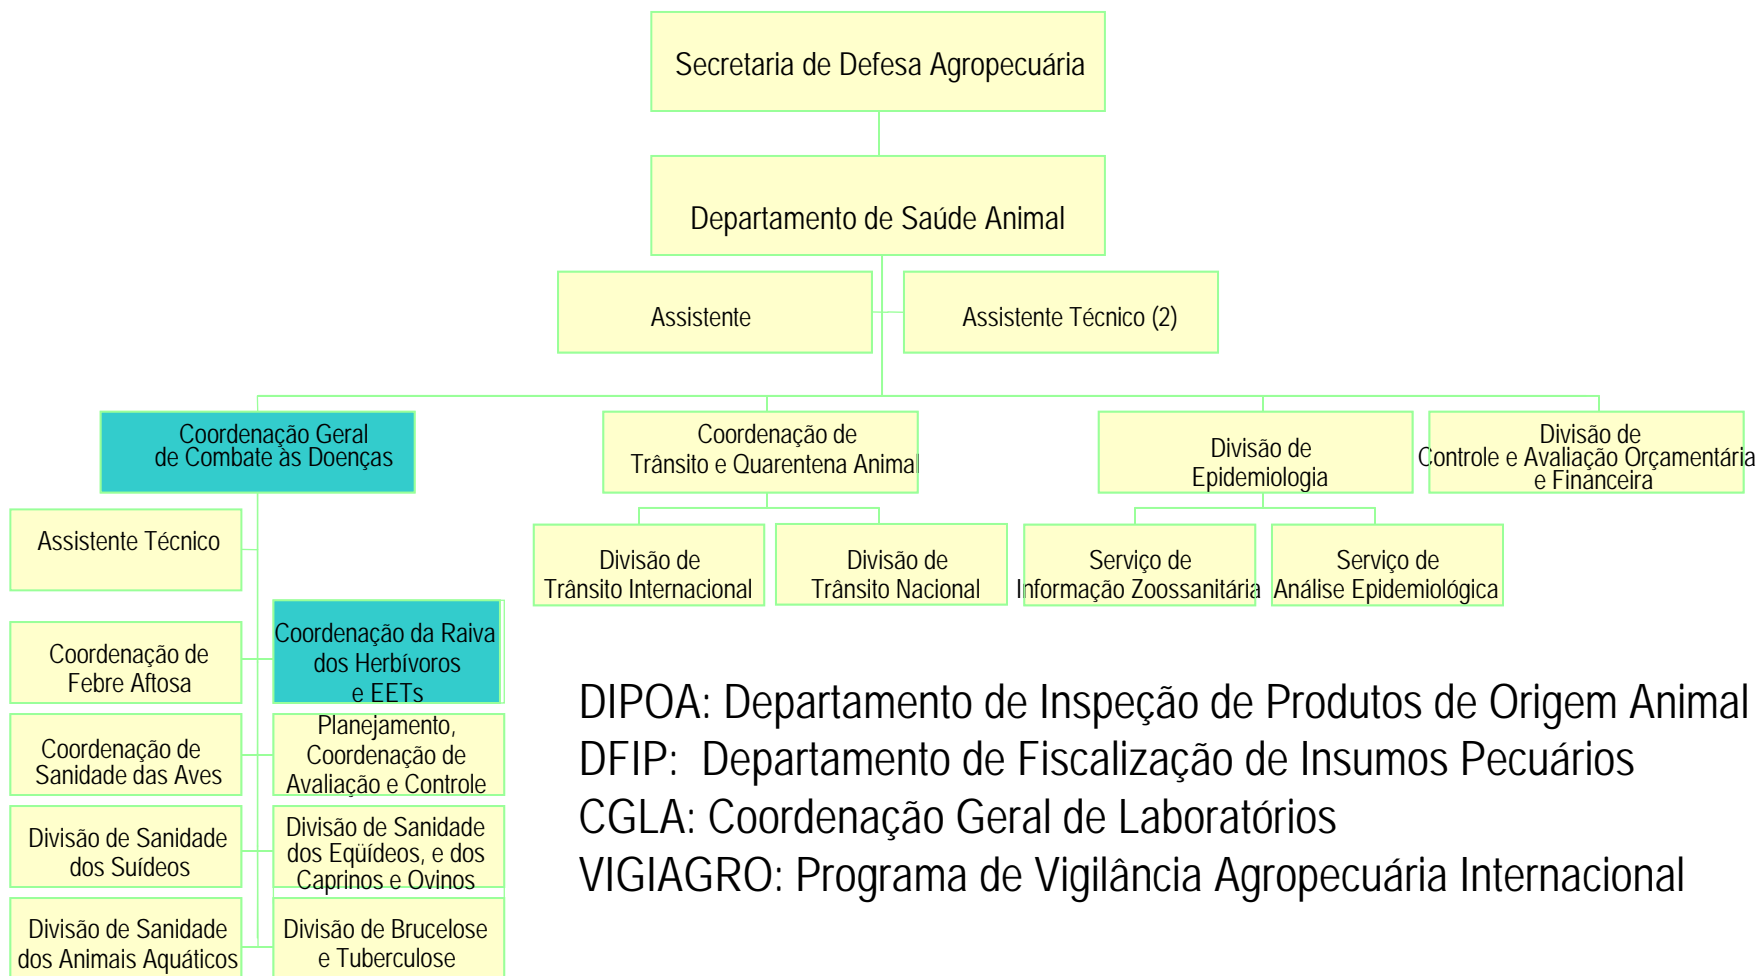 Secretaria de Defesa Agropecuária
Departamento de Saúde Animal
Assistente
Assistente Técnico (2)
Coordenação Geral
de Combate às Doenças
Coordenação de
Trânsito e Quarentena Animal
Divisão de
Epidemiologia
Divisão de
Controle e Avaliação Orçamentária
e Financeira
Assistente Técnico
Divisão de
Trânsito Internacional
Divisão de
Trânsito Nacional
Serviço de
Informação Zoossanitária
Serviço de
Análise Epidemiológica
Coordenação de
Febre Aftosa
Coordenação da Raiva
dos Herbívoros
e EETs
Coordenação de
Sanidade das Aves
Planejamento,
Coordenação de
Avaliação e Controle
Divisão de Sanidade
dos Suídeos
Divisão de Sanidade
dos Eqüídeos, e dos
Caprinos e Ovinos
Divisão de Sanidade
dos Animais Aquáticos
Divisão de Brucelose
e Tuberculose
DIPOA: Departamento de Inspeção de Produtos de Origem Animal
DFIP: Departamento de Fiscalização de Insumos Pecuários
CGLA: Coordenação Geral de Laboratórios
VIGIAGRO: Programa de Vigilância Agropecuária Internacional